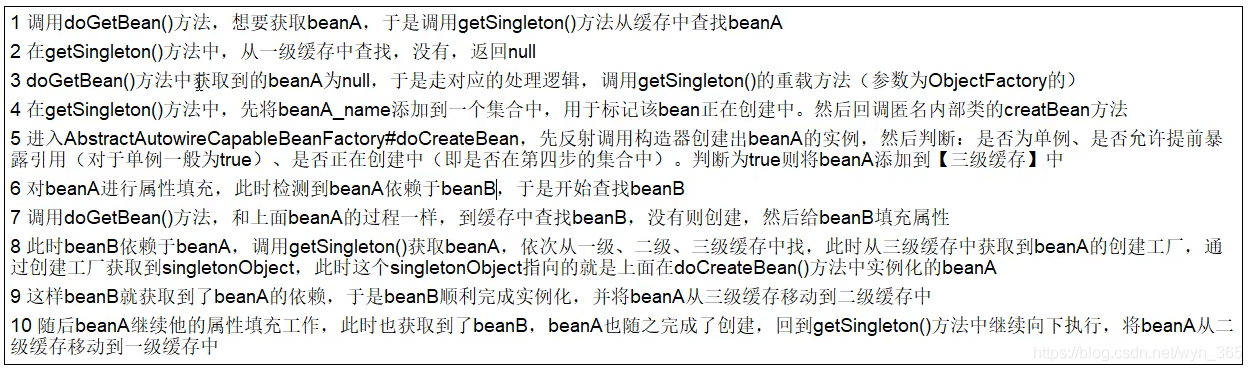 1 调用doGetBean()方法，想要获取beanA，于是调用getSingleton()方法从缓存中查找beanA
2 在getSingleton()方法中，从一级缓存中查找，没有，返回null
3 doGetBean()方法中获取到的beanA为null，于是走对应的处理逻辑，调用getSingleton()的重载方法（参数为ObjectFactory的）
4 在getSingleton()方法中，先将beanA_name添加到一个集合中，用于标记该bean正在创建中。然后回调匿名内部类的creatBean方法
5 进入AbstractAutowireCapableBeanFactory#doCreateBean，先反射调用构造器创建出beanA的实例，然后判断：是否为单例、是否允许提前暴
露引用（对于单例一般为true）、是否正在创建中（即是否在第四步的集合中）。判断为true则将beanA添加到【三级缓存】中
6 对beanA进行属性填充，此时检测到beanA依赖于beanB，于是开始查找beanB
7 调用doGetBean()方法，和上面beanA的过程一样，到缓存中查找beanB，没有则创建，然后给beanB填充属性
8 此时beanB依赖于beanA，调用getSingleton()获取beanA，依次从一级、二级、三级缓存中找，此时从三级缓存中获取到beanA的创建工厂，通
过创建工厂获取到singletonObject，此时这个singletonObject指向的就是上面在doCreateBean()方法中实例化的beanA
9 这样beanB就获取到了beanA的依赖，于是beanB顺利完成实例化，并将beanA从三级缓存移动到二级缓存中
10 随后beanA继续他的属性填充工作，此时也获取到了beanB，beanA也随之完成了创建，回到getSingleton()方法中继续向下执行，将beanA从二
级缓存移动到一级缓存中
https://blog.csdn.net/wyn_365